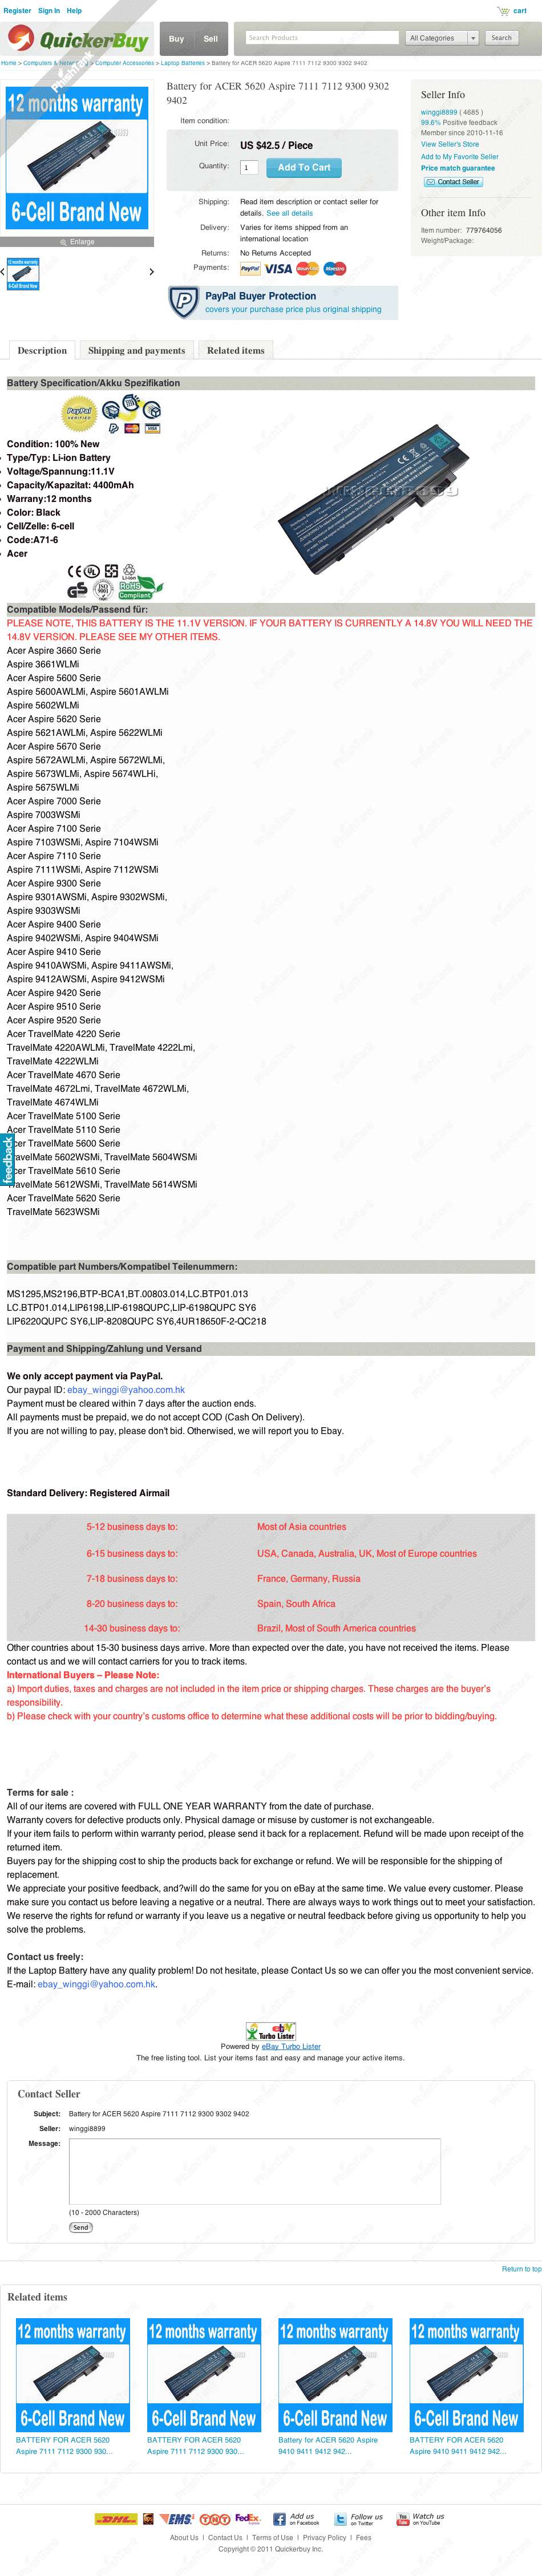 Register Sign In Help
cart
QuickerBuy
Buy Sell
Search Products
All Categories
Search
Home > Computers & Networking > Computer Accessories > Laptop Batteries > Battery for ACER 5620 Aspire 7111 7112 9300 9302 9402
PhishTank
12 months warranty
6-Cell Brand New
Enlarge
12 months warranty
6-Cell Brand New
Battery for ACER 5620 Aspire 7111 7112 9300 9302
9402
Item condition:
Unit Price: US $42.5 / Piece
Quantity: 1 Add To Cart
Shipping: Read item description or contact seller for
details. See all details
Delivery: Varies for items shipped from an
international location
Returns: No Returns Accepted
Payments: PayPal VISA MasterCard Maestro
PayPal Buyer Protection
covers your purchase price plus original shipping
Seller Info
winggi8899 ( 4685 )
99.6% Positive feedback
Member since 2010-11-16
View Seller's Store
Add to My Favorite Seller
Price match guarantee
Contact Seller
Other item Info
Item number: 779764056
Weight/Package:
Description
Shipping and payments
Related items
Battery Specification/Akku Spezifikation
PayPal
VERIFIED
Condition: 100% New
Type/Typ: Li-ion Battery
Voltage/Spannung:11.1V
Capacity/Kapazitat: 4400mAh
Warrany:12 months
Color: Black
Cell/Zelle: 6-cell
Code:A71-6
Acer
Li-ion
GS
ISO
RoHS
Compliant
Compatible Models/Passend für:
PLEASE NOTE, THIS BATTERY IS THE 11.1V VERSION. IF YOUR BATTERY IS CURRENTLY A 14.8V YOU WILL NEED THE
14.8V VERSION. PLEASE SEE MY OTHER ITEMS.
Acer Aspire 3660 Serie
Aspire 3661WLMi
Acer Aspire 5600 Serie
Aspire 5600AWLMi, Aspire 5601AWLMi
Aspire 5602WLMi
Acer Aspire 5620 Serie
Aspire 5621AWLMi, Aspire 5622WLMi
Acer Aspire 5670 Serie
Aspire 5672AWLMi, Aspire 5672WLMi,
Aspire 5673WLMi, Aspire 5674WLHi,
Aspire 5675WLMi
Acer Aspire 7000 Serie
Aspire 7003WSMi
Acer Aspire 7100 Serie
Aspire 7103WSMi, Aspire 7104WSMi
Acer Aspire 7110 Serie
Aspire 7111WSMi, Aspire 7112WSMi
Acer Aspire 9300 Serie
Aspire 9301AWSMi, Aspire 9302WSMi,
Aspire 9303WSMi
Acer Aspire 9400 Serie
Aspire 9402WSMi, Aspire 9404WSMi
Acer Aspire 9410 Serie
Aspire 9410AWSMi, Aspire 9411AWSMi,
Aspire 9412AWSMi, Aspire 9412WSMi
Acer Aspire 9420 Serie
Acer Aspire 9510 Serie
Acer Aspire 9520 Serie
Acer TravelMate 4220 Serie
TravelMate 4220AWLMi, TravelMate 4222Lmi,
TravelMate 4222WLMi
Acer TravelMate 4670 Serie
TravelMate 4672Lmi, TravelMate 4672WLMi,
TravelMate 4674WLMi
Acer TravelMate 5100 Serie
Acer TravelMate 5110 Serie
feedback
Acer TravelMate 5600 Serie
TravelMate 5602WSMi, TravelMate 5604WSMi
Acer TravelMate 5610 Serie
TravelMate 5612WSMi, TravelMate 5614WSMi
Acer TravelMate 5620 Serie
TravelMate 5623WSMi
Compatible part Numbers/Kompatibel Teilenummern:
MS1295,MS2196,BTP-BCA1,BT.00803.014,LC.BTP01.013
LC.BTP01.014,LIP6198,LIP-6198QUPC,LIP-6198QUPC SY6
LIP6220QUPC SY6,LIP-8208QUPC SY6,4UR18650F-2-QC218
Payment and Shipping/Zahlung und Versand
We only accept payment via PayPal.
Our paypal ID: ebay_winggi@yahoo.com.hk
Payment must be cleared within 7 days after the auction ends.
All payments must be prepaid, we do not accept COD (Cash On Delivery).
If you are not willing to pay, please don't bid. Otherwised, we will report you to Ebay.
Standard Delivery: Registered Airmail
5-12 business days to: Most of Asia countries
6-15 business days to: USA, Canada, Australia, UK, Most of Europe countries
7-18 business days to: France, Germany, Russia
8-20 business days to: Spain, South Africa
14-30 business days to: Brazil, Most of South America countries
Other countries about 15-30 business days arrive. More than expected over the date, you have not received the items. Please
contact us and we will contact carriers for you to track items.
International Buyers – Please Note:
a) Import duties, taxes and charges are not included in the item price or shipping charges. These charges are the buyer's
responsibility.
b) Please check with your country's customs office to determine what these additional costs will be prior to bidding/buying.
Terms for sale :
All of our items are covered with FULL ONE YEAR WARRANTY from the date of purchase.
Warranty covers for defective products only. Physical damage or misuse by customer is not exchangeable.
If your item fails to perform within warranty period, please send it back for a replacement. Refund will be made upon receipt of the
returned item.
Buyers pay for the shipping cost to ship the products back for exchange or refund. We will be responsible for the shipping of
replacement.
We appreciate your positive feedback, and?will do the same for you on eBay at the same time. We value every customer. Please
make sure you contact us before leaving a negative or a neutral. There are always to work things out to meet your satisfaction.
We reserve the rights for refund or warranty if you leave us a negative or neutral feedback before giving us opportunity to help you
solve the problems.
Contact us freely:
If the Laptop Battery have any quality problem! Do not hesitate, please Contact Us so we can offer you the most convenient service.
E-mail: ebay_winggi@yahoo.com.hk.
ebY
Turbo Lister
Powered by eBay Turbo Lister
The free listing tool. List your items fast and easy and manage your active items.
Contact Seller
Subject: Battery for ACER 5620 Aspire 7111 7112 9300 9302 9402
Seller: winggi8899
Message:
(10 - 2000 Characters)
Send
Return to top
Related items
12 months warranty 12 months warranty 12 months warranty 12 months warranty
6-Cell Brand New 6-Cell Brand New 6-Cell Brand New 6-Cell Brand New
BATTERY FOR ACER 5620 BATTERY FOR ACER 5620 Battery for ACER 5620 Aspire BATTERY FOR ACER 5620
Aspire 7111 7112 9300 930... Aspire 7111 7112 9300 930... 9410 9411 9412 942... Aspire 9410 9411 9412 942...
DHL EMS TNT FedEx Add us on Facebook Follow us on Twitter Watch us on YouTube
About Us | Contact Us | Terms of Use | Privacy Policy | Fees
Copyright © 2011 Quickerbuy Inc.